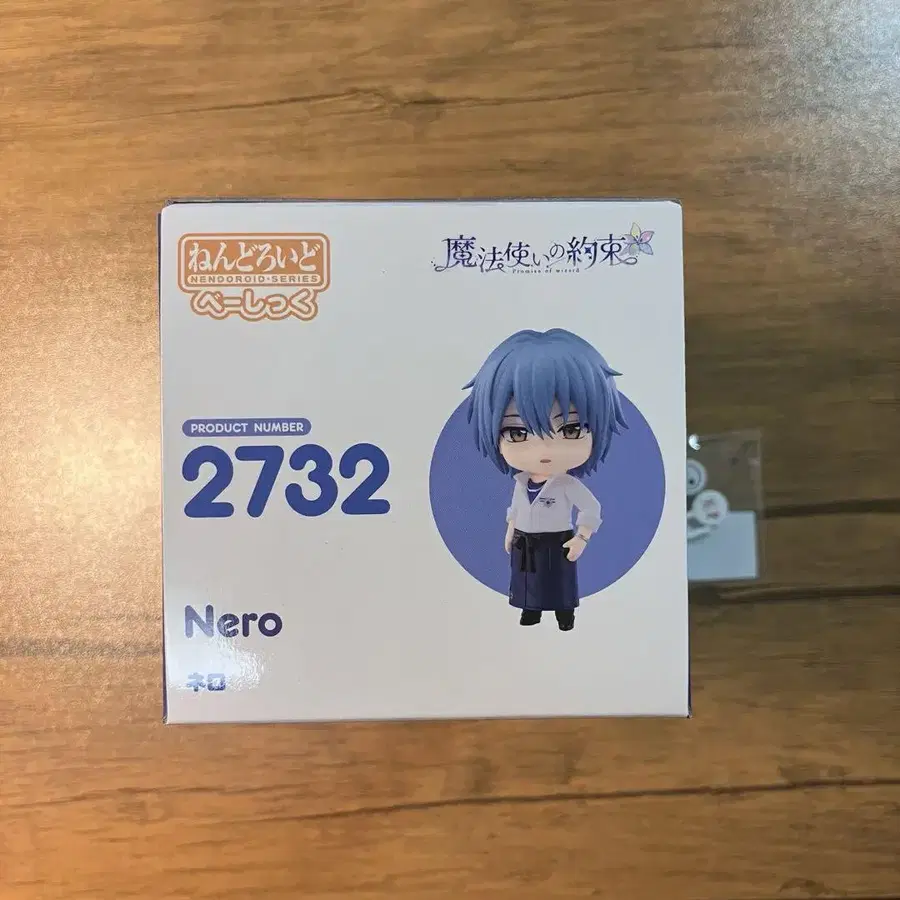 ねんどろいど
NENDOROID・SERIES
べーしっく
魔法使いの約束
Promise of wizard
PRODUCT NUMBER
2732
Nero
ネロ